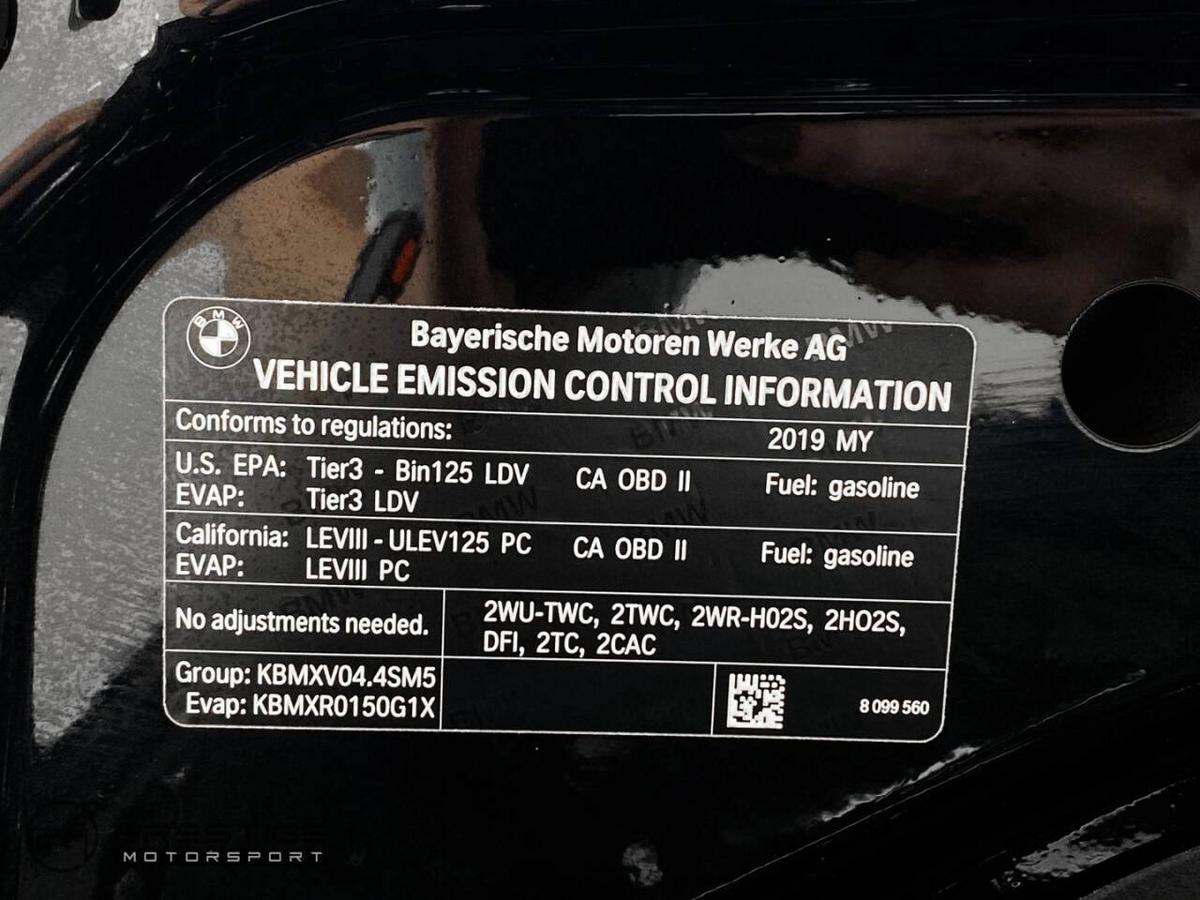 BMW
Bayerische Motoren Werke AG
VEHICLE EMISSION CONTROL INFORMATION
Conforms to regulations: 2019 MY
U.S. EPA: Tier3 - Bin125 LDV CA OBD II Fuel: gasoline
EVAP: Tier3 LDV
California: LEVIII - ULEV125 PC CA OBD II Fuel: gasoline
EVAP: LEVIII PC
No adjustments needed.
2WU-TWC, 2TWC, 2WR-H02S, 2HO2S,
DFI, 2TC, 2CAC
Group: KBMXV04.4SM5
Evap: KBMXR0150G1X
8 099 560
PRESTIGE
MOTORSPORT